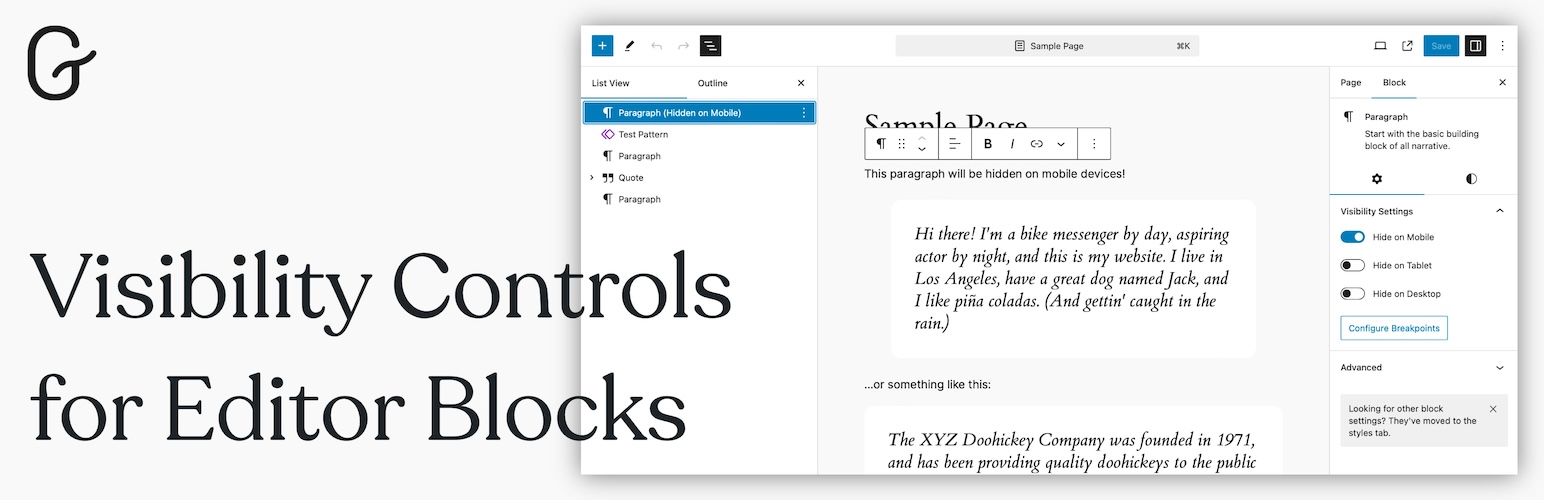 G
Visibility Controls
for Editor Blocks
Sample Page
⌘K
Save
List View
Outline
Paragraph (Hidden on Mobile)
Test Pattern
Paragraph
Quote
Paragraph
Sample Page
B I
This paragraph will be hidden on mobile devices!
Hi there! I'm a bike messenger by day, aspiring
actor by night, and this is my website. I live in
Los Angeles, have a great dog named Jack, and
I like piña coladas. (And gettin' caught in the
rain.)
...or something like this:
The XYZ Doohickey Company was founded in 1971,
and has been providing quality doohickeys to the public
Page
Block
Paragraph
Start with the basic building
block of all narrative.
Visibility Settings
Hide on Mobile
Hide on Tablet
Hide on Desktop
Configure Breakpoints
Advanced
Looking for other block
settings? They've moved to the
styles tab.